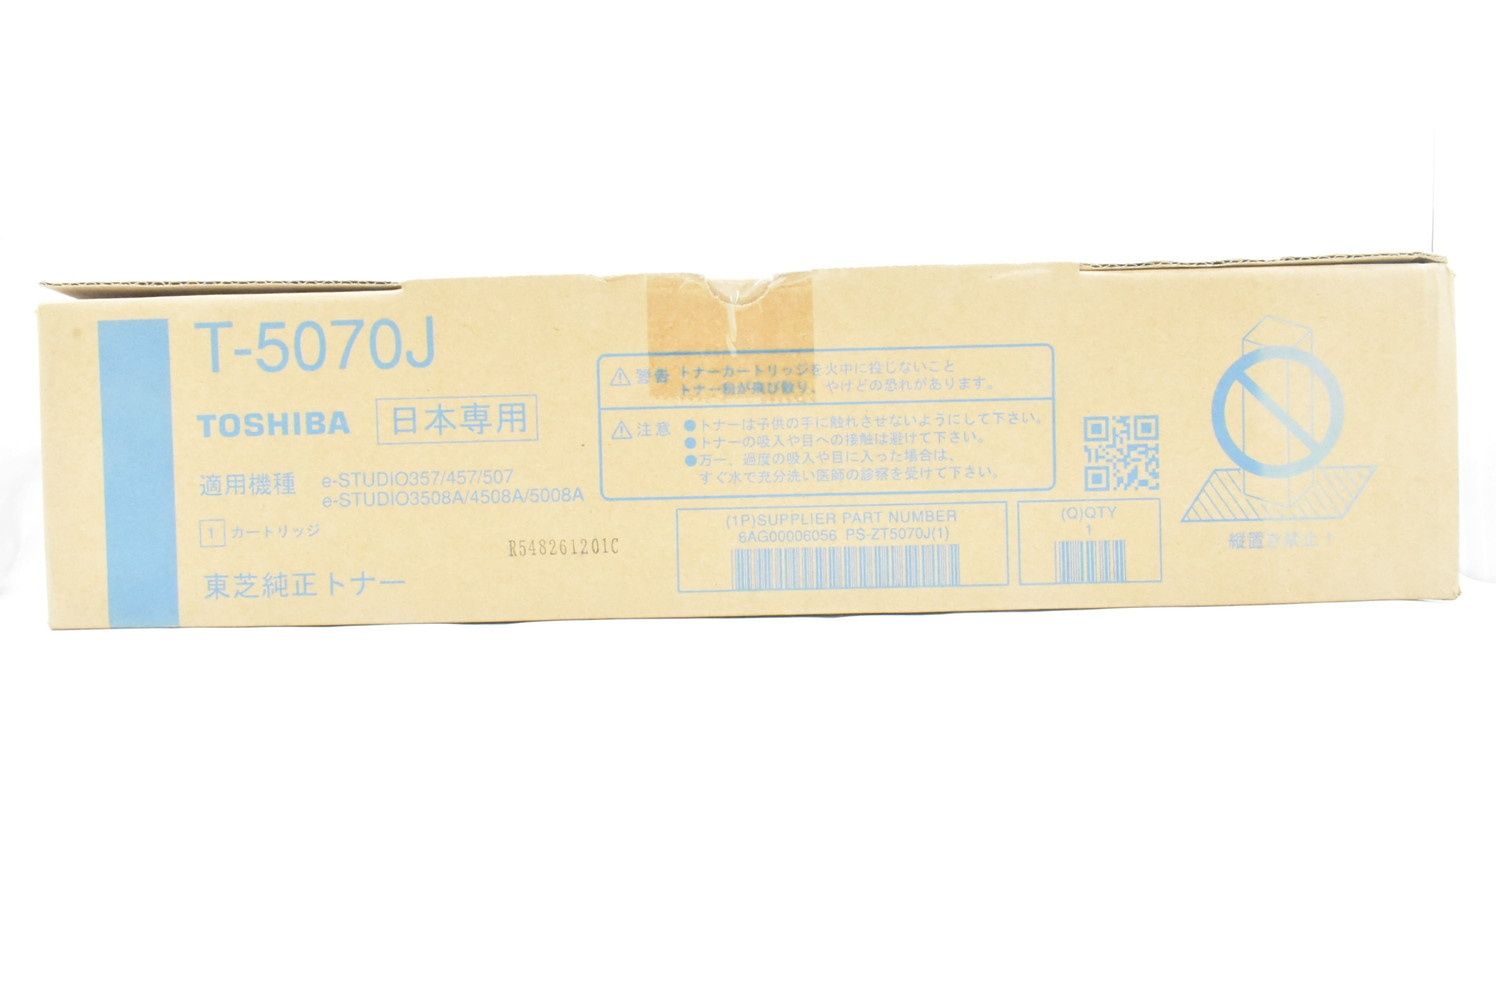 T-5070J
TOSHIBA 日本専用
適用機種 e-STUDIO357/457/507
e-STUDIO3508A/4508A/5008A
1 カートリッジ
R548261201C
東芝純正トナー
警告 トナーカートリッジを火中に投じないこと
トナー粉が飛び散り、やけどの恐れがあります。
注意 ●トナーは子供の手に触れさせないようにして下さい。
●トナーの吸入や目への接触は避けて下さい。
●万一、過度の吸入や目に入った場合は、
すぐ水で充分洗い医師の診察を受けて下さい。
(1P)SUPPLIER PART NUMBER
6AG00006056 PS-ZT5070J(1)
(Q)QTY
1
縦置き禁止!